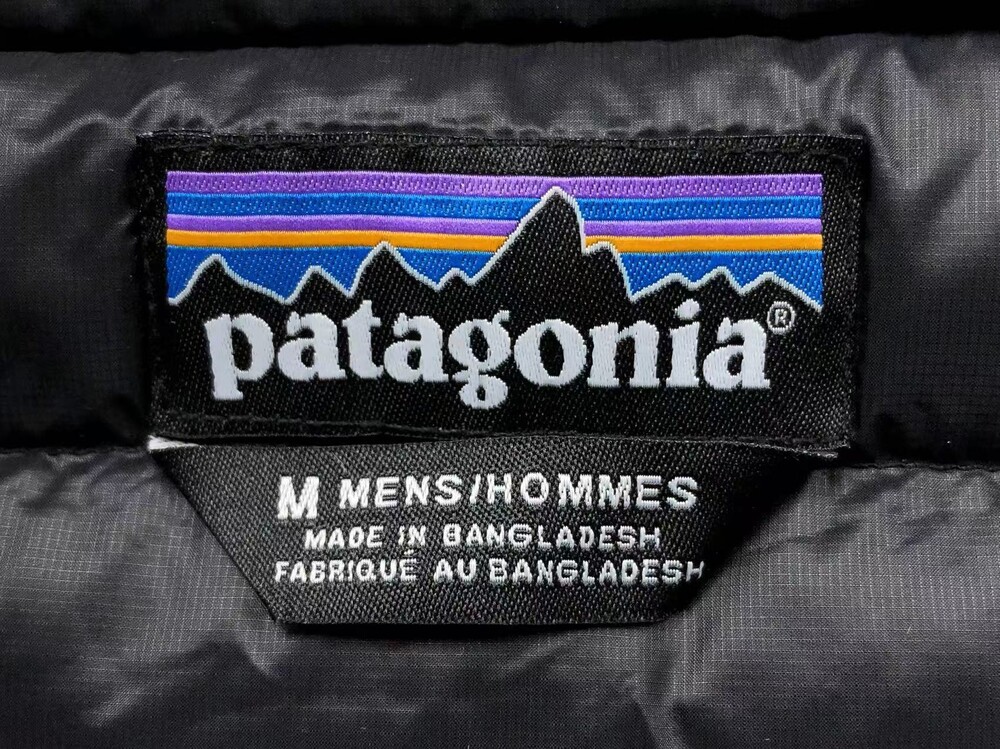 patagonia®
M MENS/HOMMES
MADE IN BANGLADESH
FABRIQUÉ AU BANGLADESH